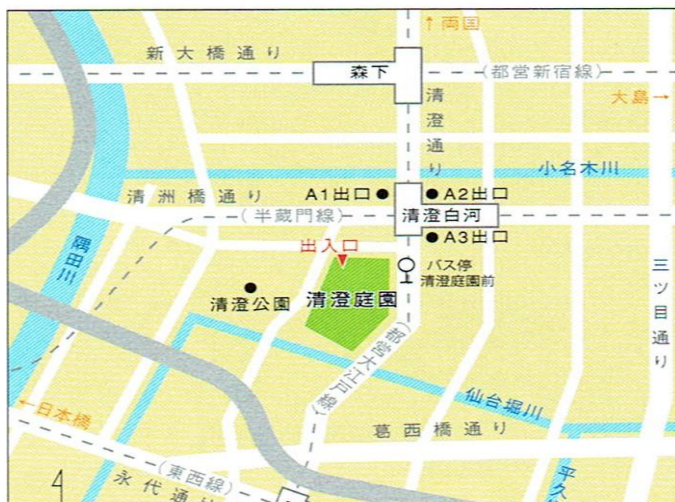 ↑両国
新大橋通り
森下
(都営新宿線)
大島→
清澄通り
小名木川
清洲橋通り
A1出口
A2出口
(半蔵門線)
清澄白河
A3出口
出入口
隅田川
バス停
清澄庭園前
三ツ目通り
清澄公園
清澄庭園
(都営大江戸線)
仙台堀川
←日本橋
葛西橋通り
(東西線)
永代通り
平久